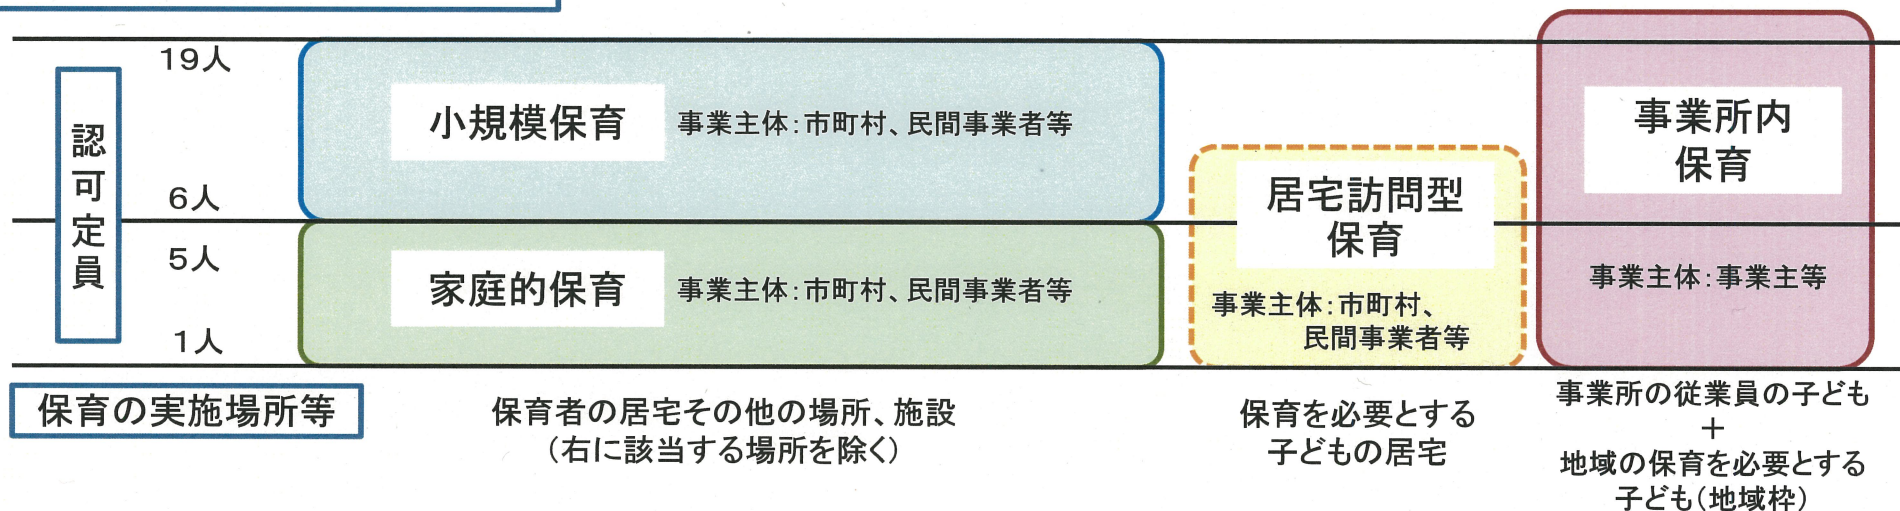 19人
6人
5人
1人
認可定員
小規模保育
事業主体：市町村、民間事業者等
家庭的保育
事業主体：市町村、民間事業者等
居宅訪問型
保育
事業主体：市町村、
民間事業者等
事業所内
保育
事業主体：事業主等
保育の実施場所等
保育者の居宅その他の場所、施設
（右に該当する場所を除く）
保育を必要とする
子どもの居宅
事業所の従業員の子ども
＋
地域の保育を必要とする
子ども（地域枠）